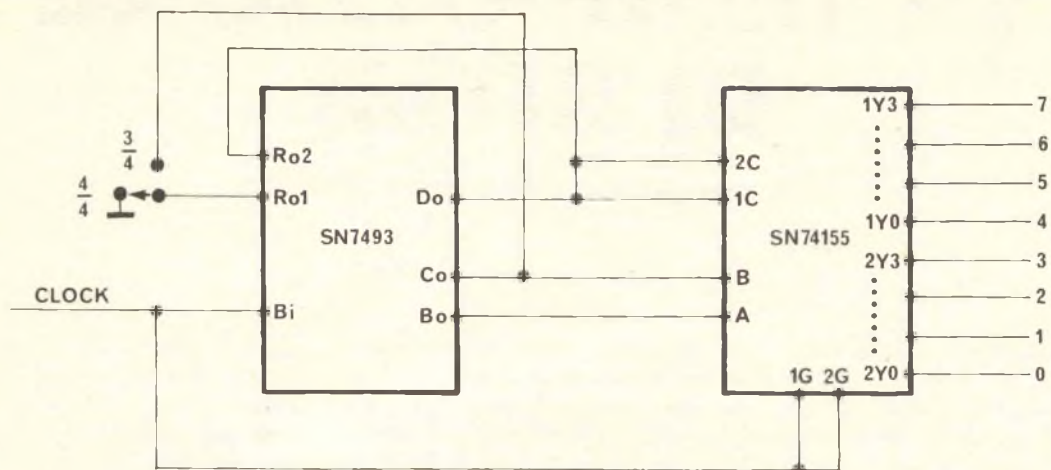 1Y3 7
6
3/4
Ro2 2C 5
4/4 Ro1 Do 1C
SN7493 SN74155 1Y0 4
2Y3 3
Co B
CLOCK 2
Bi Bo A
1
1G 2G 2Y0 0